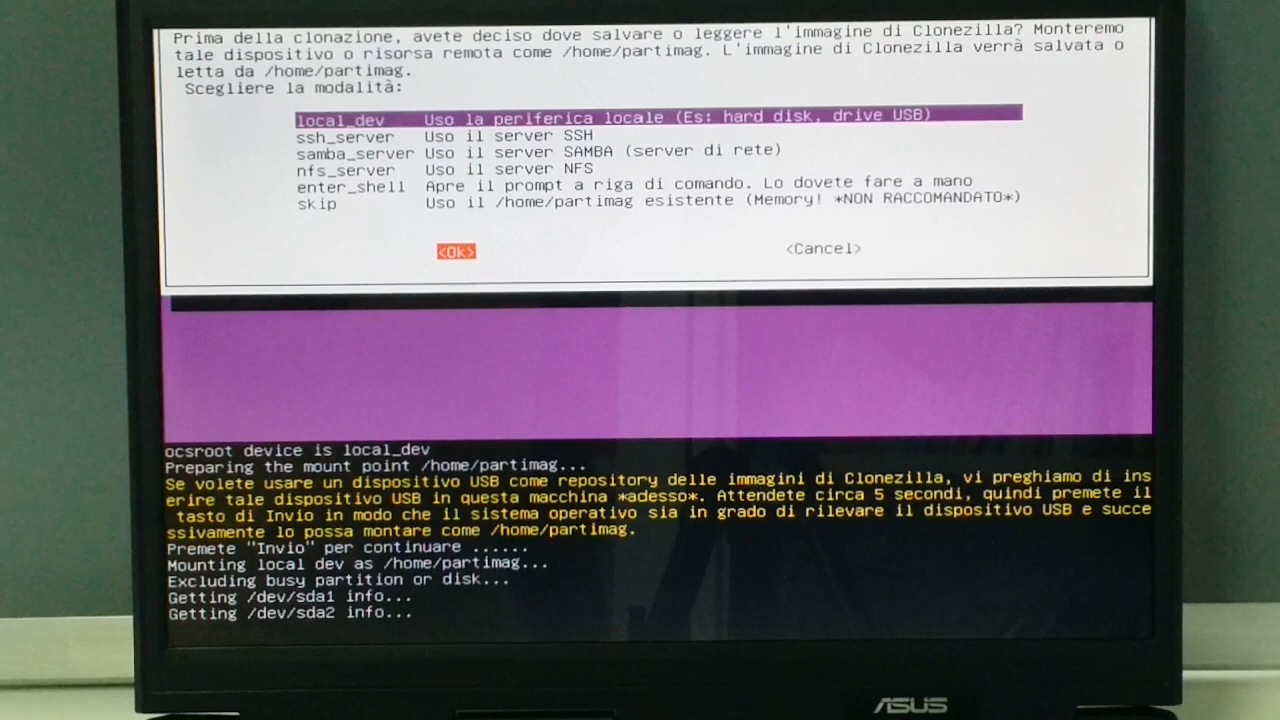 Prima della clonazione, avete deciso dove salvare o leggere l'immagine di Clonezilla? Monteremo
tale dispositivo o risorsa remota come /home/partimag. L'immagine di Clonezilla verrà salvata o
letta da /home/partimag.
Scegliere la modalità:
local_dev Uso la periferica locale (Es: hard disk, drive USB)
ssh_server Uso il server SSH
samba_server Uso il server SAMBA (server di rete)
nfs_server Uso il server NFS
enter_shell Apre il prompt a riga di comando. Lo dovete fare a mano
skip Uso il /home/partimag esistente (Memory! *NON RACCOMANDATO*)
<Ok> <Cancel>
ocsroot device is local_dev
Preparing the mount point /home/partimag...
Se volete usare un dispositivo USB come repository delle immagini di Clonezilla, vi preghiamo di ins
erire tale dispositivo USB in questa macchina *adesso*. Attendete circa 5 secondi, quindi premete il
tasto di Invio in modo che il sistema operativo sia in grado di rilevare il dispositivo USB e succe
ssivamente lo possa montare come /home/partimag.
Premete "Invio" per continuare ......
Mounting local dev as /home/partimag...
Excluding busy partition or disk...
Getting /dev/sda1 info...
Getting /dev/sda2 info...
ASUS